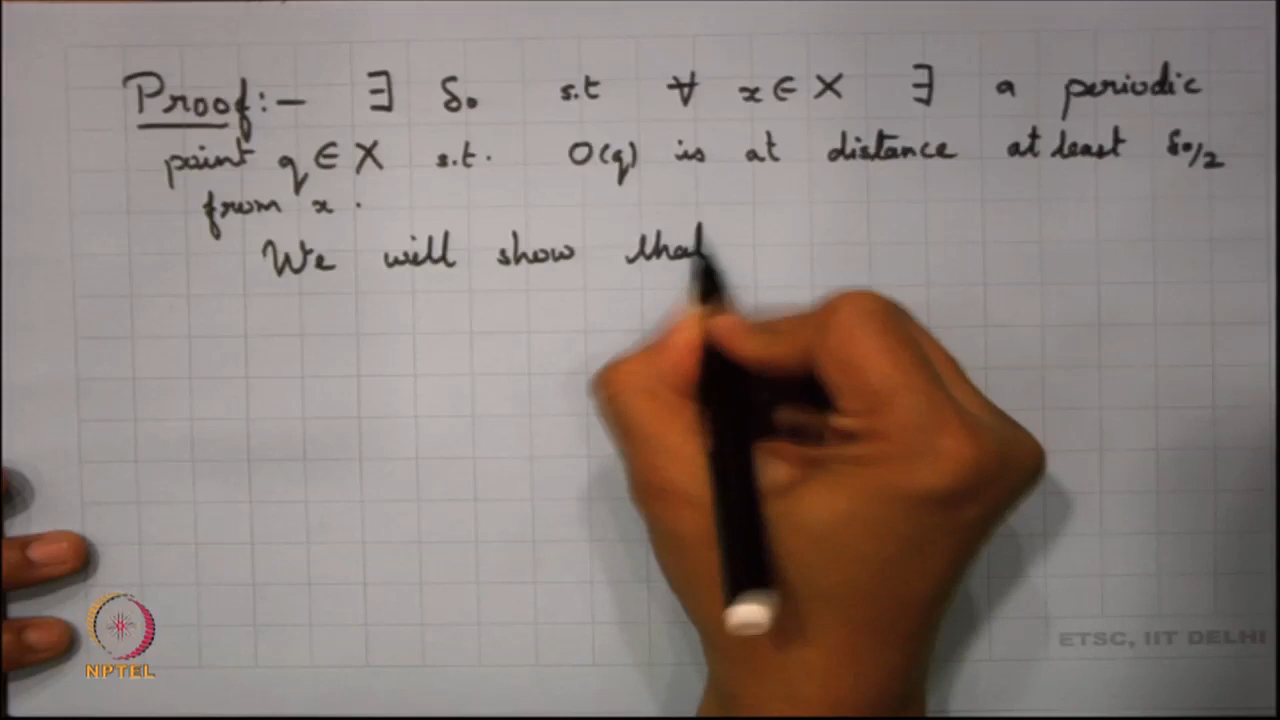 Proof:- ∃ δ₀ s.t ∀ x∈X ∃ a periodic
point q∈X s.t. O(q) is at distance at least δ₀/2
from x.
We will show that
NPTEL
ETSC, IIT DELHI